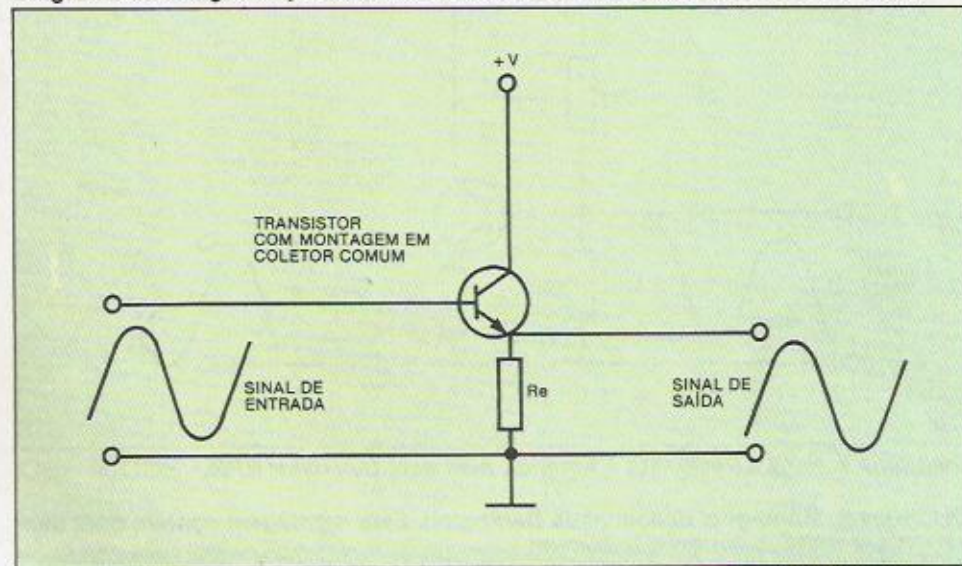 +V
TRANSISTOR
COM MONTAGEM EM
COLETOR COMUM
SINAL DE
ENTRADA
Re
SINAL DE
SAÍDA